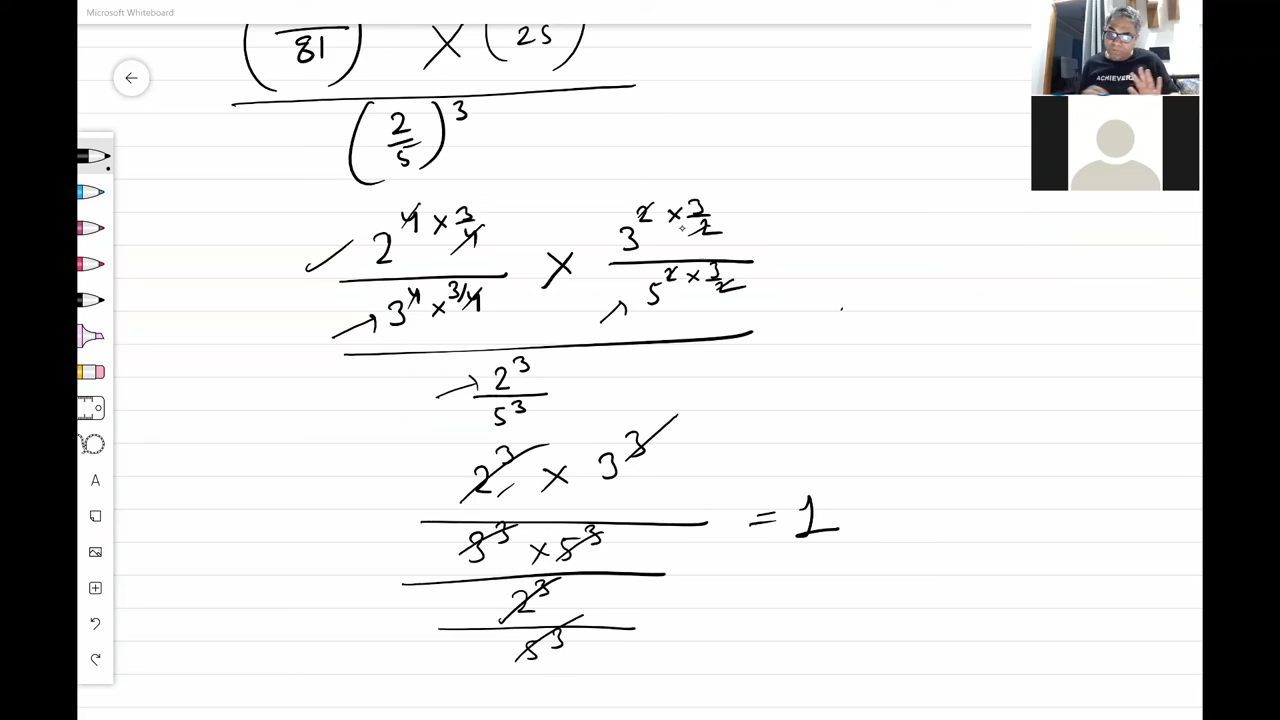 Microsoft Whiteboard
( — / 81 ) × ( 25 )
( 2/5 )^3
2^(4 × 3/4) × 3^(2 × 3/2)
3^(4 × 3/4) 5^(2 × 3/2)
2^3
5^3
2^3 × 3^3
3^3 × 5^3 = 1
2^3
5^3
A
ACHIEVER